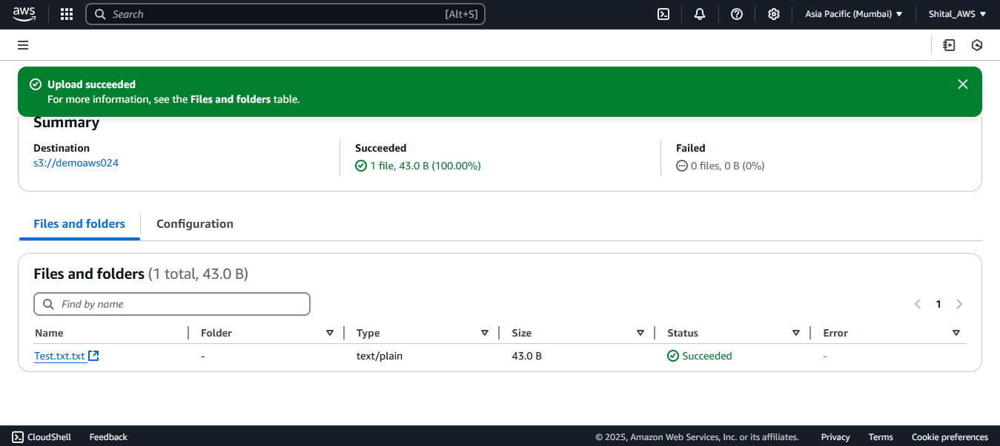 aws Search [Alt+S] Asia Pacific (Mumbai) Shital_AWS
Upload succeeded
For more information, see the Files and folders table.
Summary
Destination Succeeded Failed
s3://demoaws024 1 file, 43.0 B (100.00%) 0 files, 0 B (0%)
Files and folders Configuration
Files and folders (1 total, 43.0 B)
Find by name 1
Name Folder Type Size Status Error
Test.txt.txt - text/plain 43.0 B Succeeded -
CloudShell Feedback © 2025, Amazon Web Services, Inc. or its affiliates. Privacy Terms Cookie preferences